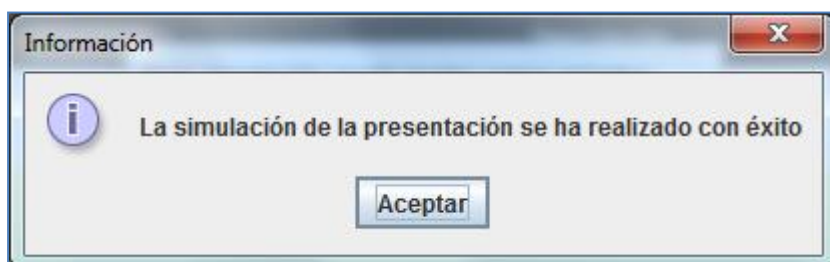 Información
La simulación de la presentación se ha realizado con éxito
Aceptar